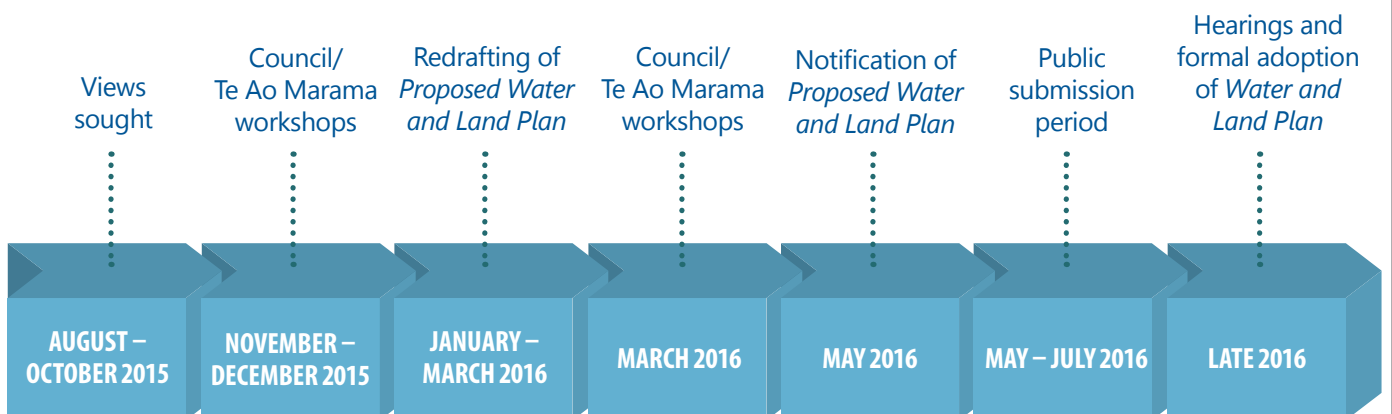 Views
sought
Council/
Te Ao Marama
workshops
Redrafting of
Proposed Water
and Land Plan
Council/
Te Ao Marama
workshops
Notification of
Proposed Water
and Land Plan
Public
submission
period
Hearings and
formal adoption
of Water and
Land Plan
AUGUST –
OCTOBER 2015
NOVEMBER –
DECEMBER 2015
JANUARY –
MARCH 2016
MARCH 2016
MAY 2016
MAY – JULY 2016
LATE 2016